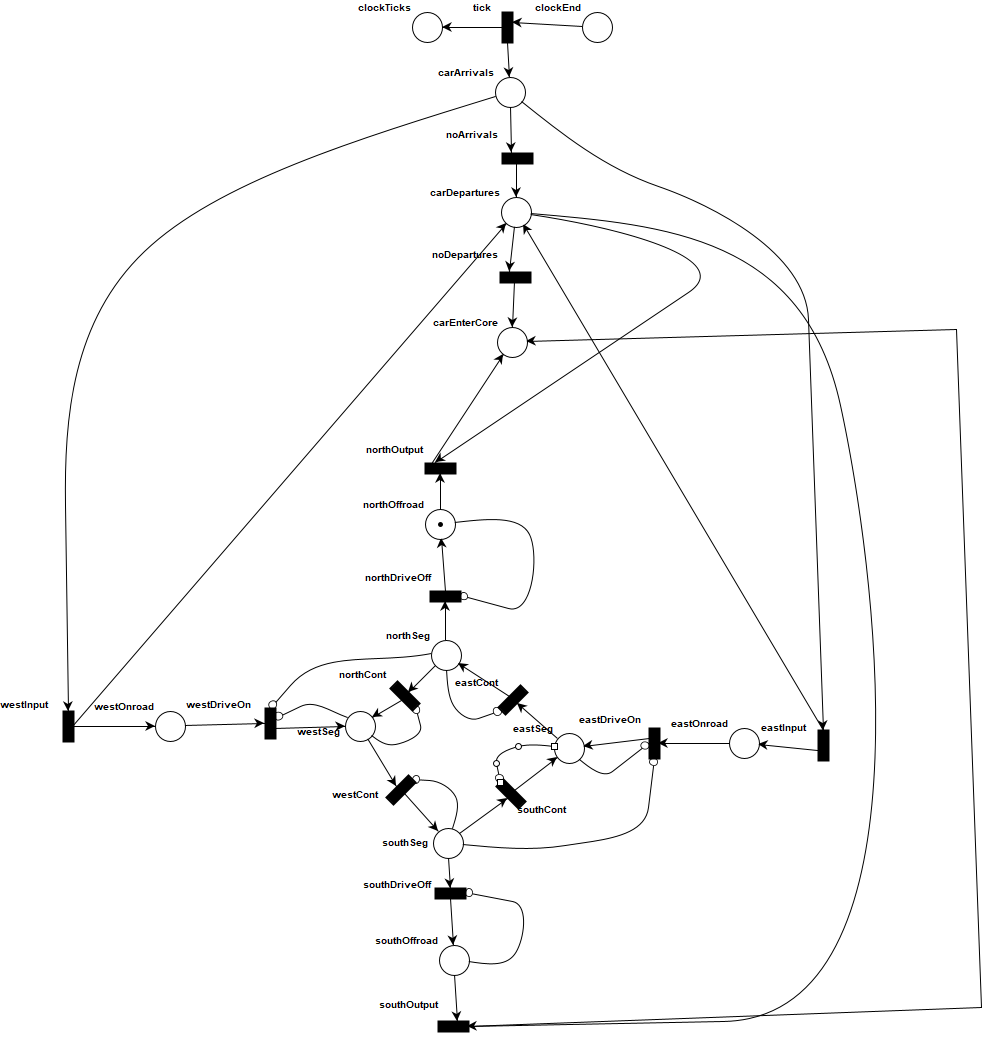 clockTicks tick clockEnd
carArrivals
noArrivals
carDepartures
noDepartures
carEnterCore
northOutput
northOffroad
northDriveOff
northSeg
northCont
eastCont
westInput
westOnroad
westDriveOn
westSeg
eastSeg
eastDriveOn
eastOnroad
eastInput
westCont
southCont
southSeg
southDriveOff
southOffroad
southOutput